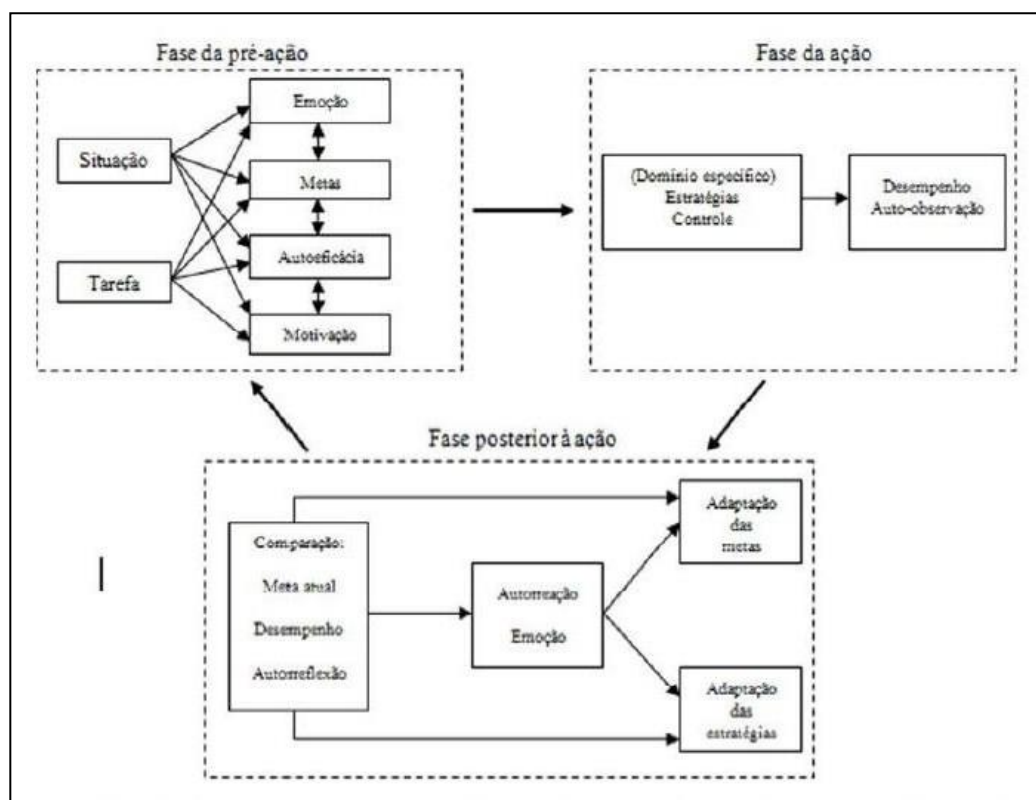 Fase da pré-ação
Situação
Tarefa
Emoção
Metas
Autoeficácia
Motivação
Fase da ação
(Domínio específico)
Estratégias
Controle
Desempenho
Auto-observação
Fase posterior à ação
Comparação:
Meta atual
Desempenho
Autorreflexão
Autorreação
Emoção
Adaptação
das
metas
Adaptação
das
estratégias